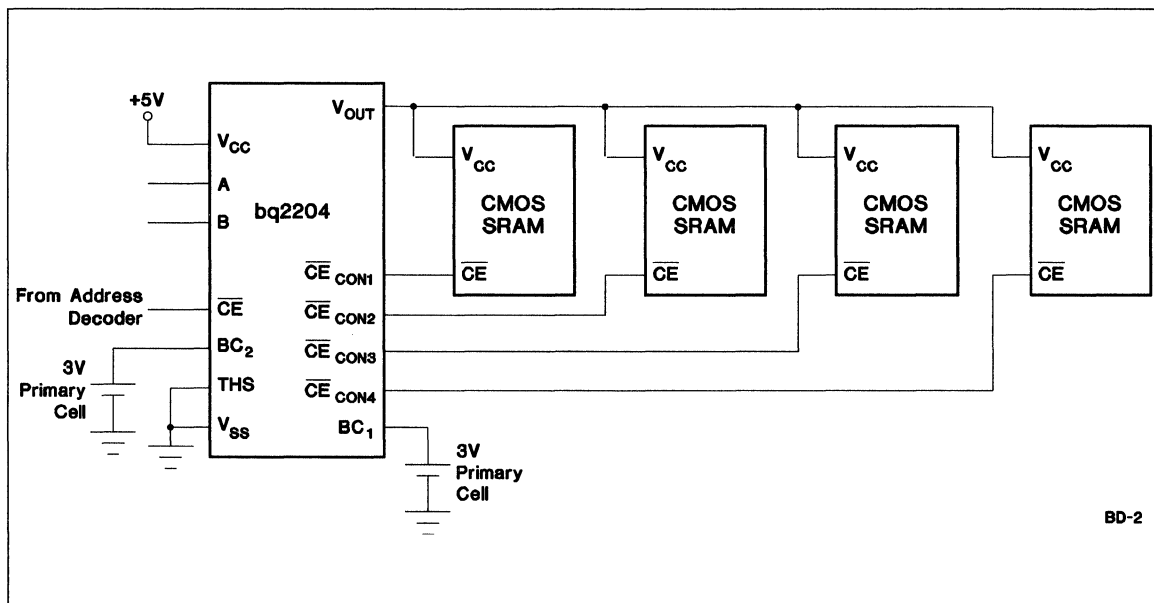 +5V
VCC
A
B
bq2204
From Address
Decoder
CE
BC2
THS
VSS
3V
Primary
Cell
VOUT
CECON1
CECON2
CECON3
CECON4
BC1
3V
Primary
Cell
VCC
CMOS
SRAM
CE
VCC
CMOS
SRAM
CE
VCC
CMOS
SRAM
CE
VCC
CMOS
SRAM
CE
BD-2